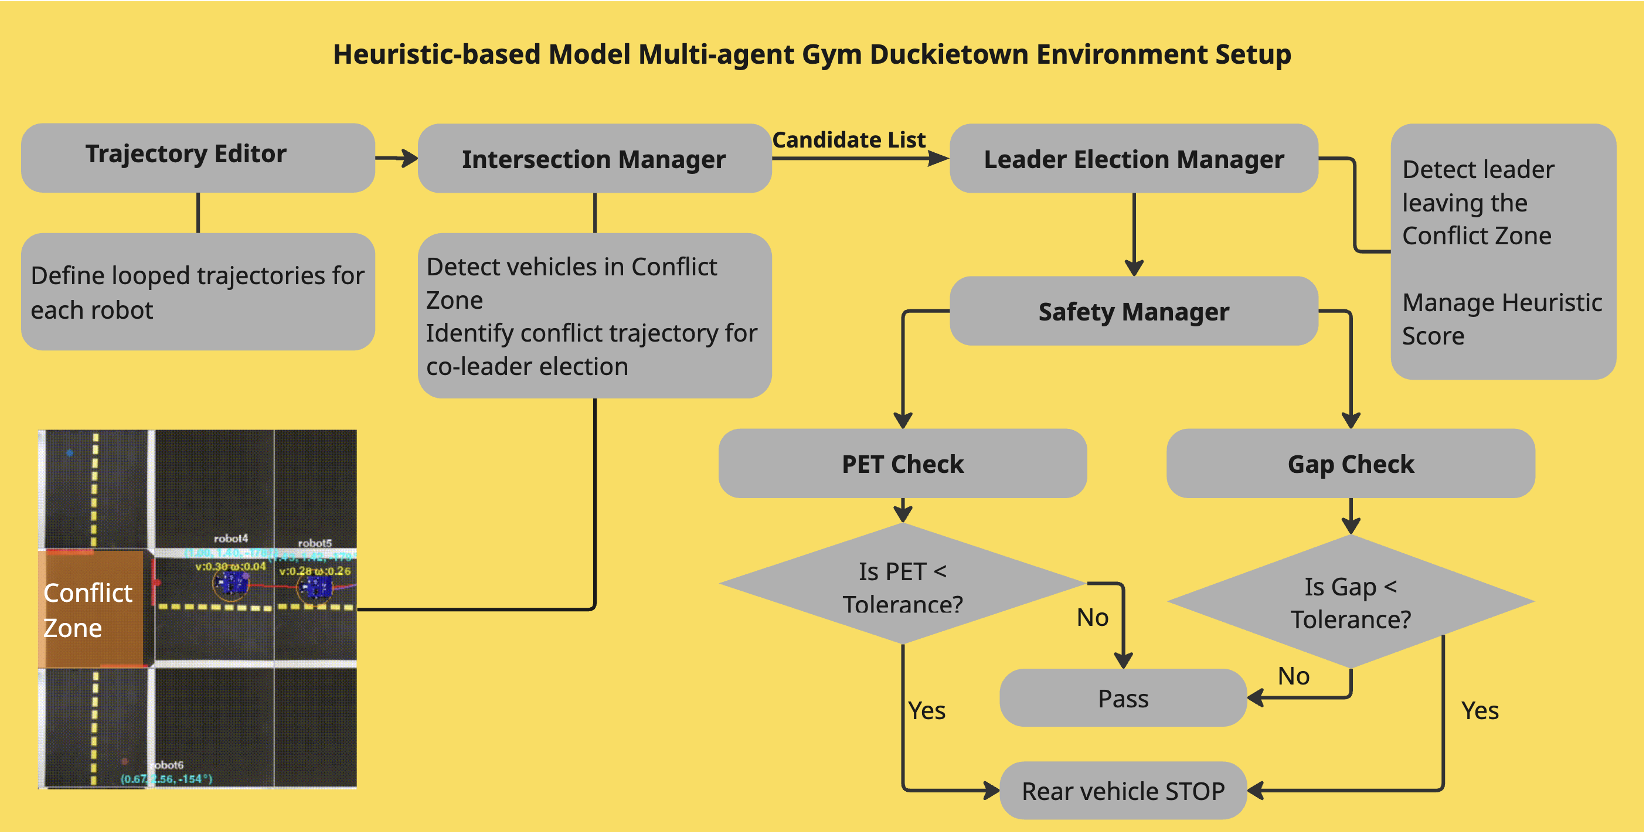 Heuristic-based Model Multi-agent Gym Duckietown Environment Setup
Trajectory Editor
Intersection Manager
Candidate List
Leader Election Manager
Detect leader
leaving the
Conflict Zone
Manage Heuristic
Score
Define looped trajectories for
each robot
Detect vehicles in Conflict
Zone
Identify conflict trajectory for
co-leader election
Safety Manager
PET Check
Gap Check
Is PET <
Tolerance?
Is Gap <
Tolerance?
No
No
Pass
Yes
Yes
Rear vehicle STOP
robot4
robot5
v:0.30 ω:0.04
v:0.28 ω:0.26
Conflict
Zone
robot6
(0.67, 2.56, -154°)